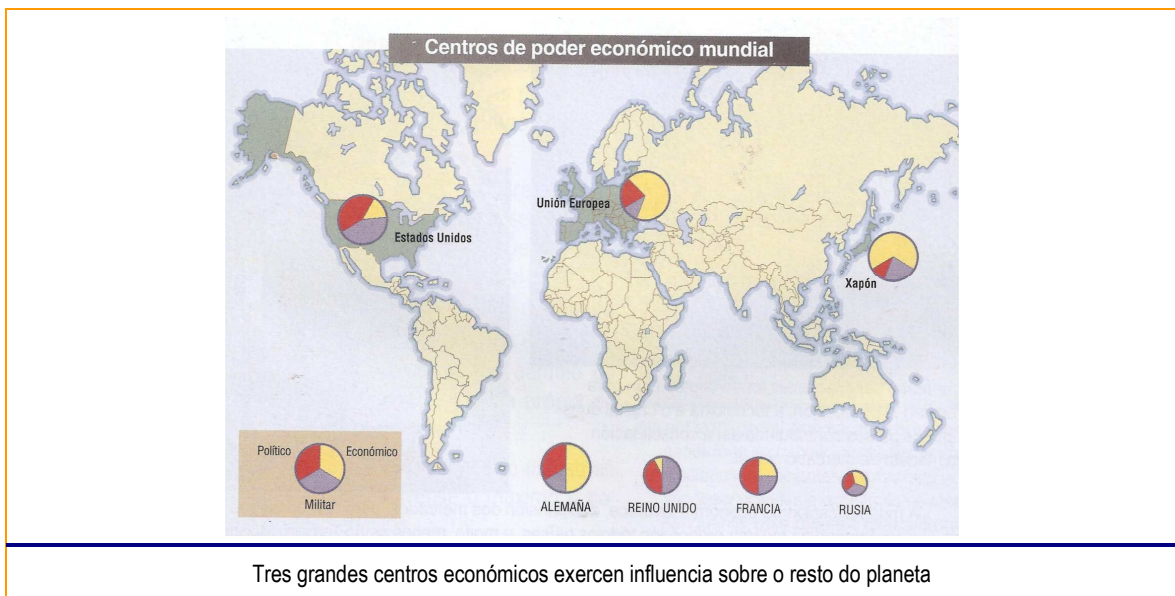 Centros de poder económico mundial
Unión Europea
Estados Unidos
Xapón
Político
Económico
Militar
ALEMAÑA
REINO UNIDO
FRANCIA
RUSIA
Tres grandes centros económicos exercen influencia sobre o resto do planeta